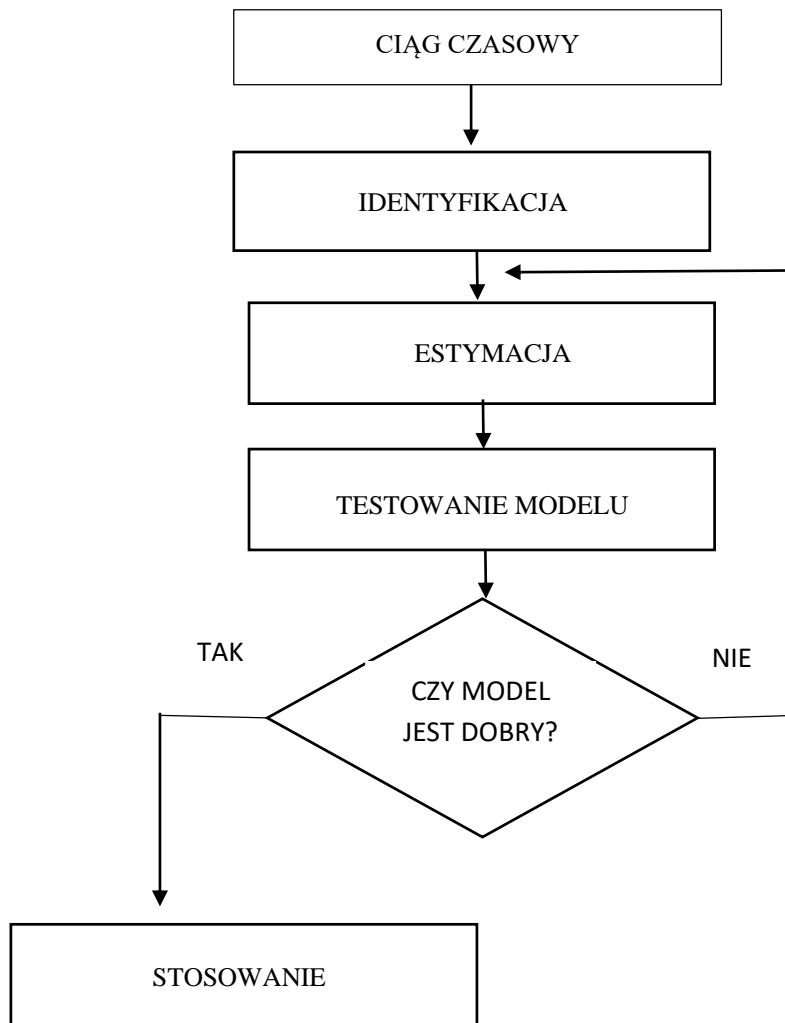 CIĄG CZASOWY
IDENTYFIKACJA
ESTYMACJA
TESTOWANIE MODELU
TAK
NIE
CZY MODEL
JEST DOBRY?
STOSOWANIE